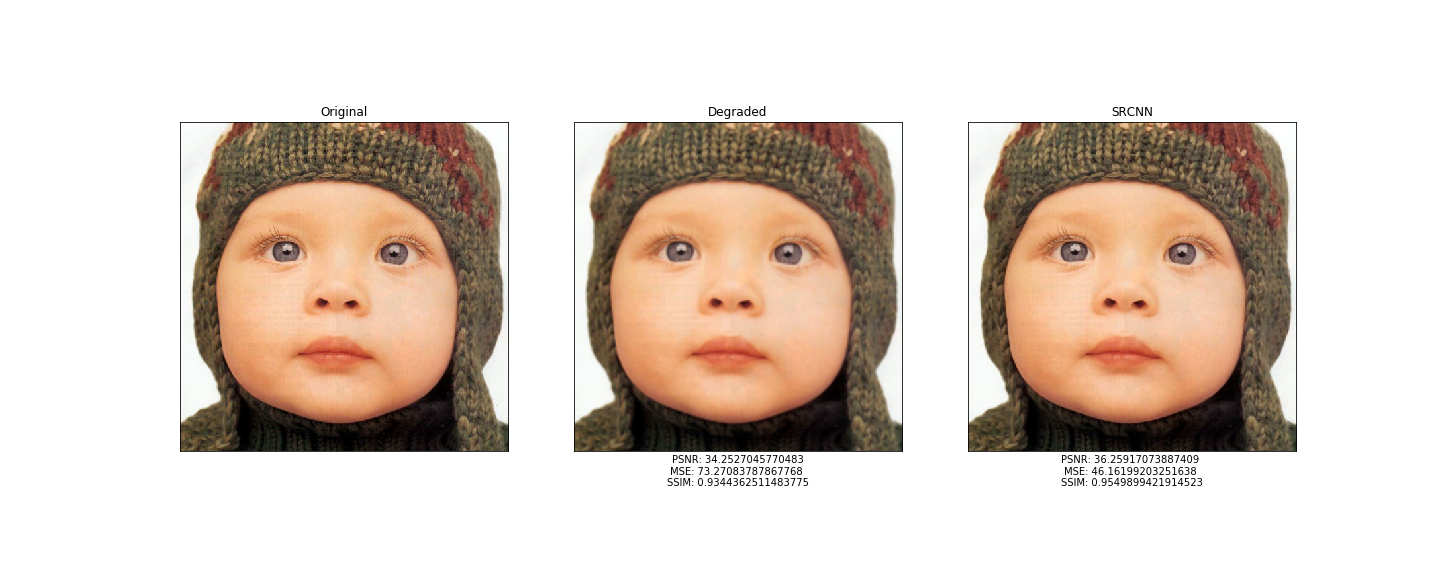 Original
Degraded
SRCNN
PSNR: 34.2527045770483
MSE: 73.27083787867768
SSIM: 0.9344362511483775
PSNR: 36.25917073887409
MSE: 46.16199203251638
SSIM: 0.9549899421914523